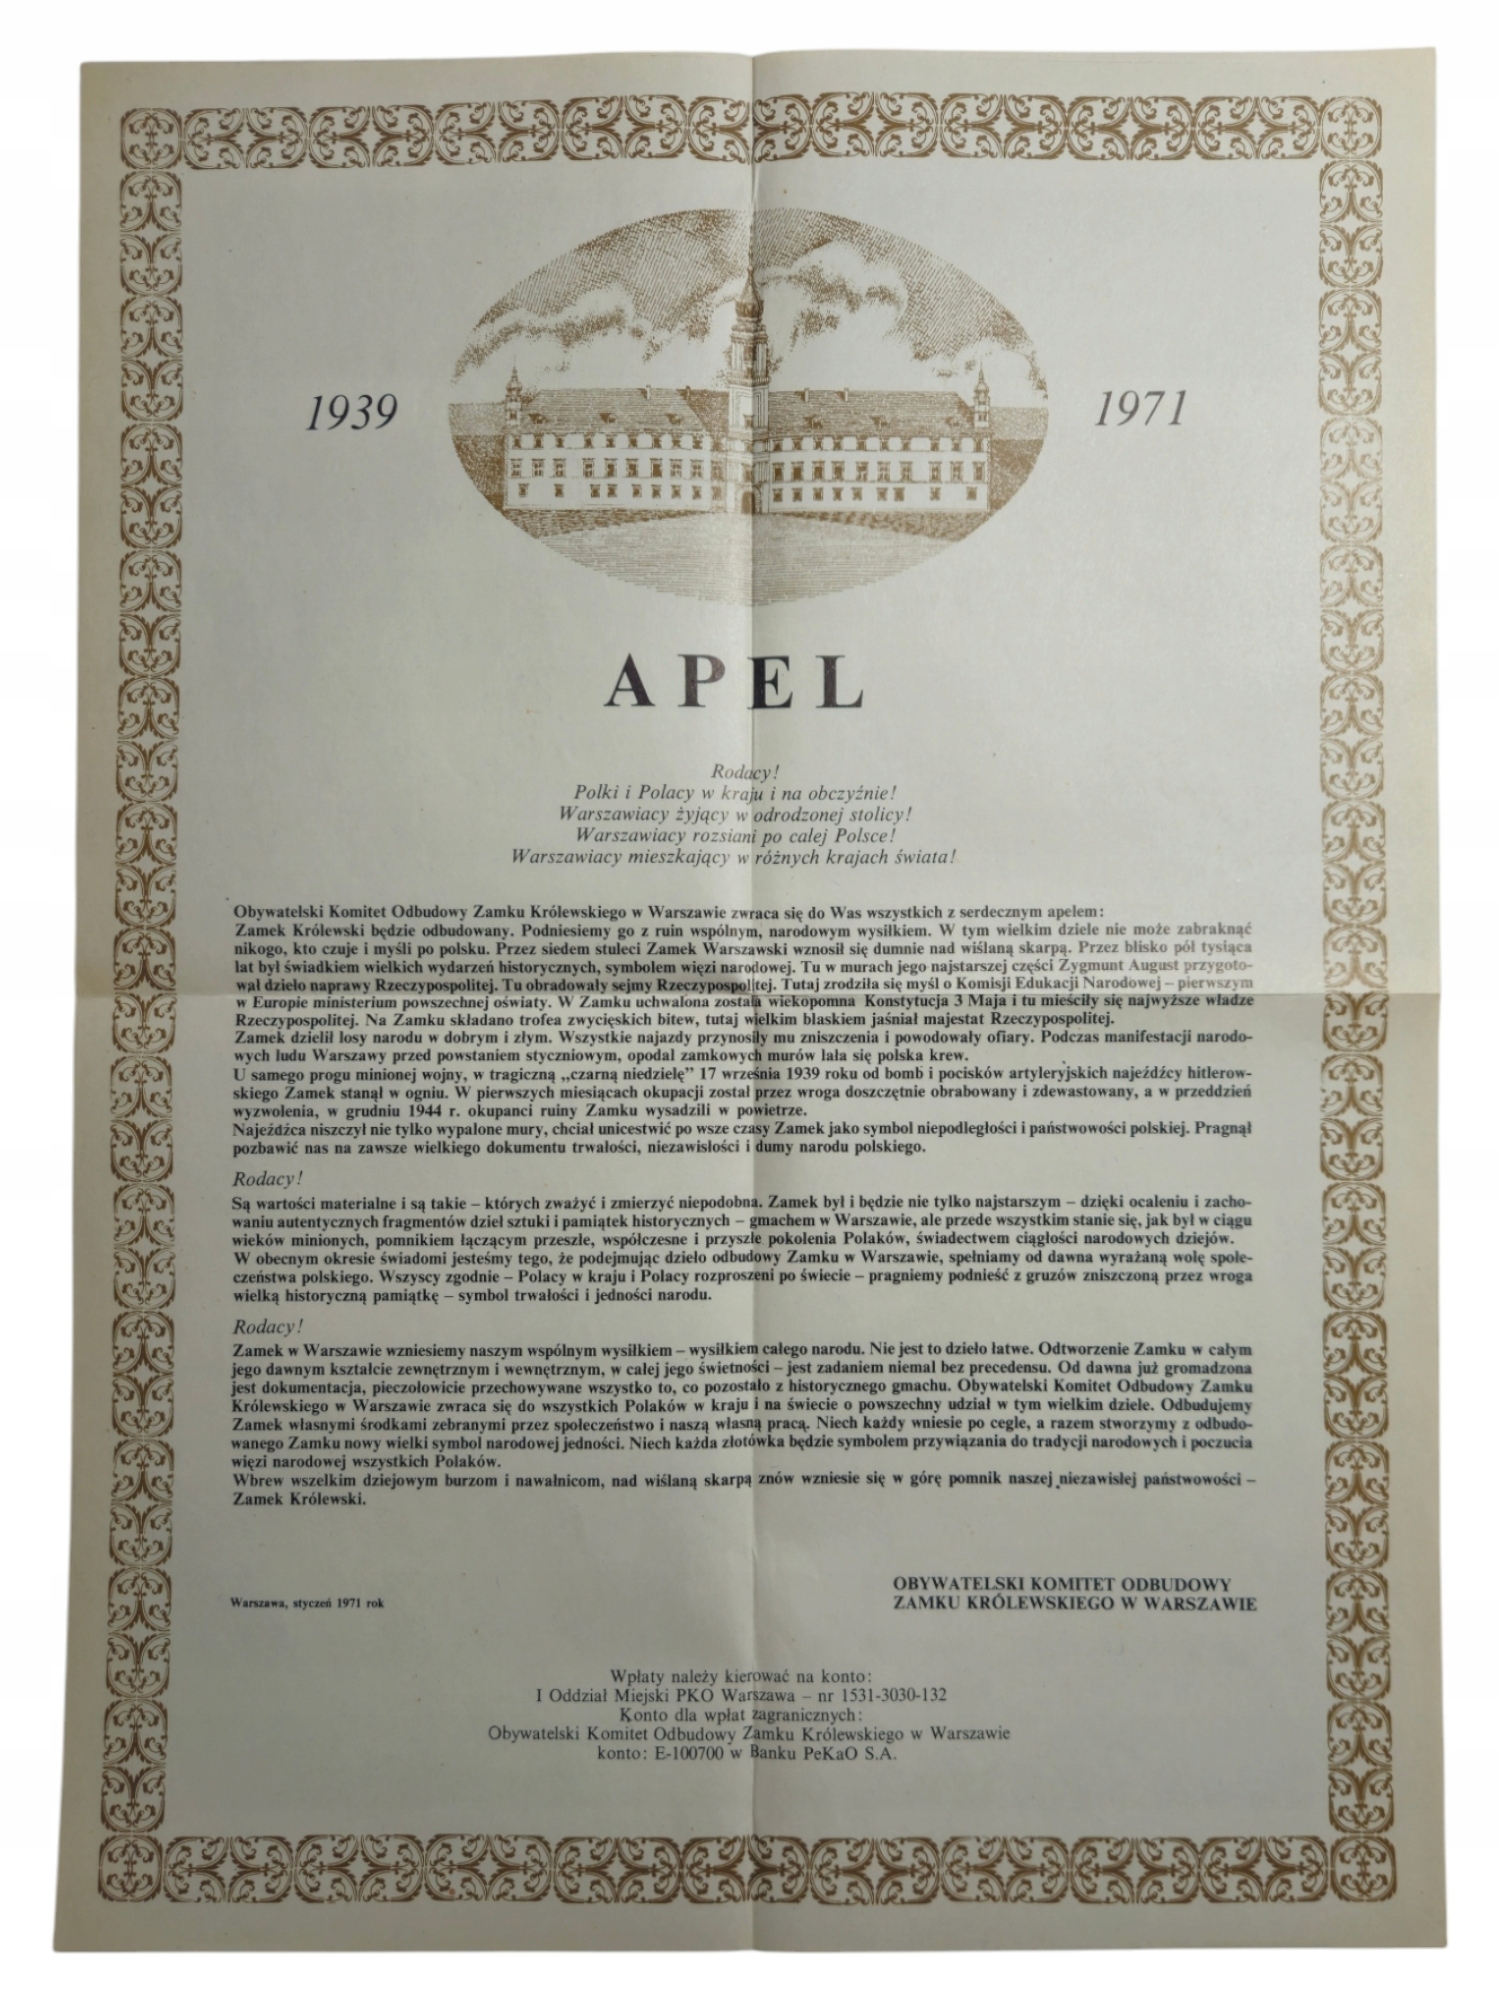 1939
1971
APEL
Rodacy!
Polki i Polacy w kraju i na obczyźnie!
Warszawiacy żyjący w odrodzonej stolicy!
Warszawiacy rozsiani po całej Polsce!
Warszawiacy mieszkający w różnych krajach świata!
Obywatelski Komitet Odbudowy Zamku Królewskiego w Warszawie zwraca się do Was wszystkich z serdecznym apelem:
Zamek Królewski będzie odbudowany. Podniesiemy go z ruin wspólnym, narodowym wysiłkiem. W tym wielkim dziele nie może zabraknąć
nikogo, kto czuje i myśli po polsku. Przez siedem stuleci Zamek Warszawski wznosił się dumnie nad wiślaną skarpą. Przez blisko pół tysiąca
lat był świadkiem wielkich wydarzeń historycznych, symbolem więzi narodowej. Tu w murach jego najstarszej części Zygmunt August przygoto-
wał dzieło naprawy Rzeczypospolitej. Tu obradowały sejmy Rzeczypospolitej. Tutaj zrodziła się myśl o Komisji Edukacji Narodowej – pierwszym
w Europie ministerium powszechnej oświaty. W Zamku uchwalona została wiekopomna Konstytucja 3 Maja i tu mieściły się najwyższe władze
Rzeczypospolitej. Na Zamku składano trofea zwycięskich bitew, tutaj wielkim blaskiem jaśniał majestat Rzeczypospolitej.
Zamek dzielił losy narodu w dobrym i złym. Wszystkie najazdy przynosiły mu zniszczenia i powodowały ofiary. Podczas manifestacji narodo-
wych ludu Warszawy przed powstaniem styczniowym, opodal zamkowych murów lała się polska krew.
U samego progu minionej wojny, w tragiczną „czarną niedzielę” 17 września 1939 roku od bomb i pocisków artyleryjskich najeźdźcy hitlerow-
skiego Zamek stanął w ogniu. W pierwszych miesiącach okupacji został przez wroga doszczętnie obrabowany i zdewastowany, a w przeddzień
wyzwolenia, w grudniu 1944 r. okupanci ruiny Zamku wysadzili w powietrze.
Najeźdźca niszczył nie tylko wypalone mury, chciał unicestwić po wsze czasy Zamek jako symbol niepodległości i państwowości polskiej. Pragnął
pozbawić nas na zawsze wielkiego dokumentu trwałości, niezawisłości i dumy narodu polskiego.
Rodacy!
Są wartości materialne i są takie – których zważyć i zmierzyć niepodobna. Zamek był i będzie nie tylko najstarszym – dzięki ocaleniu i zacho-
waniu autentycznych fragmentów dzieł sztuki i pamiątek historycznych – gmachem w Warszawie, ale przede wszystkim stanie się, jak był w ciągu
wieków minionych, pomnikiem łączącym przeszłe, współczesne i przyszłe pokolenia Polaków, świadectwem ciągłości narodowych dziejów.
W obecnym okresie świadomi jesteśmy tego, że podejmując dzieło odbudowy Zamku w Warszawie, spełniamy od dawna wyrażaną wolę społe-
czeństwa polskiego. Wszyscy zgodnie – Polacy w kraju i Polacy rozproszeni po świecie – pragniemy podnieść z gruzów zniszczoną przez wroga
wielką historyczną pamiątkę – symbol trwałości i jedności narodu.
Rodacy!
Zamek w Warszawie wzniesiemy naszym wspólnym wysiłkiem – wysiłkiem całego narodu. Nie jest to dzieło łatwe. Odtworzenie Zamku w całym
jego dawnym kształcie zewnętrznym i wewnętrznym, w całej jego świetności – jest zadaniem niemal bez precedensu. Od dawna już gromadzona
jest dokumentacja, pieczołowicie przechowywane wszystko to, co pozostało z historycznego gmachu. Obywatelski Komitet Odbudowy Zamku
Królewskiego w Warszawie zwraca się do wszystkich Polaków w kraju i na świecie o powszechny udział w tym wielkim dziele. Odbudujemy
Zamek własnymi środkami zebranymi przez społeczeństwo i naszą własną pracą. Niech każdy wniesie po cegle, a razem stworzymy z odbudo-
wanego Zamku nowy wielki symbol narodowej jedności. Niech każda złotówka będzie symbolem przywiązania do tradycji narodowych i poczucia
więzi narodowej wszystkich Polaków.
Wbrew wszelkim dziejowym burzom i nawałnicom, nad wiślaną skarpą znów wzniesie się w górę pomnik naszej niezawisłej państwowości –
Zamek Królewski.
OBYWATELSKI KOMITET ODBUDOWY
ZAMKU KRÓLEWSKIEGO W WARSZAWIE
Warszawa, styczeń 1971 rok
Wpłaty należy kierować na konto:
I Oddział Miejski PKO Warszawa – nr 1531-3030-132
Konto dla wpłat zagranicznych:
Obywatelski Komitet Odbudowy Zamku Królewskiego w Warszawie
konto: E-100700 w Banku PeKaO S.A.